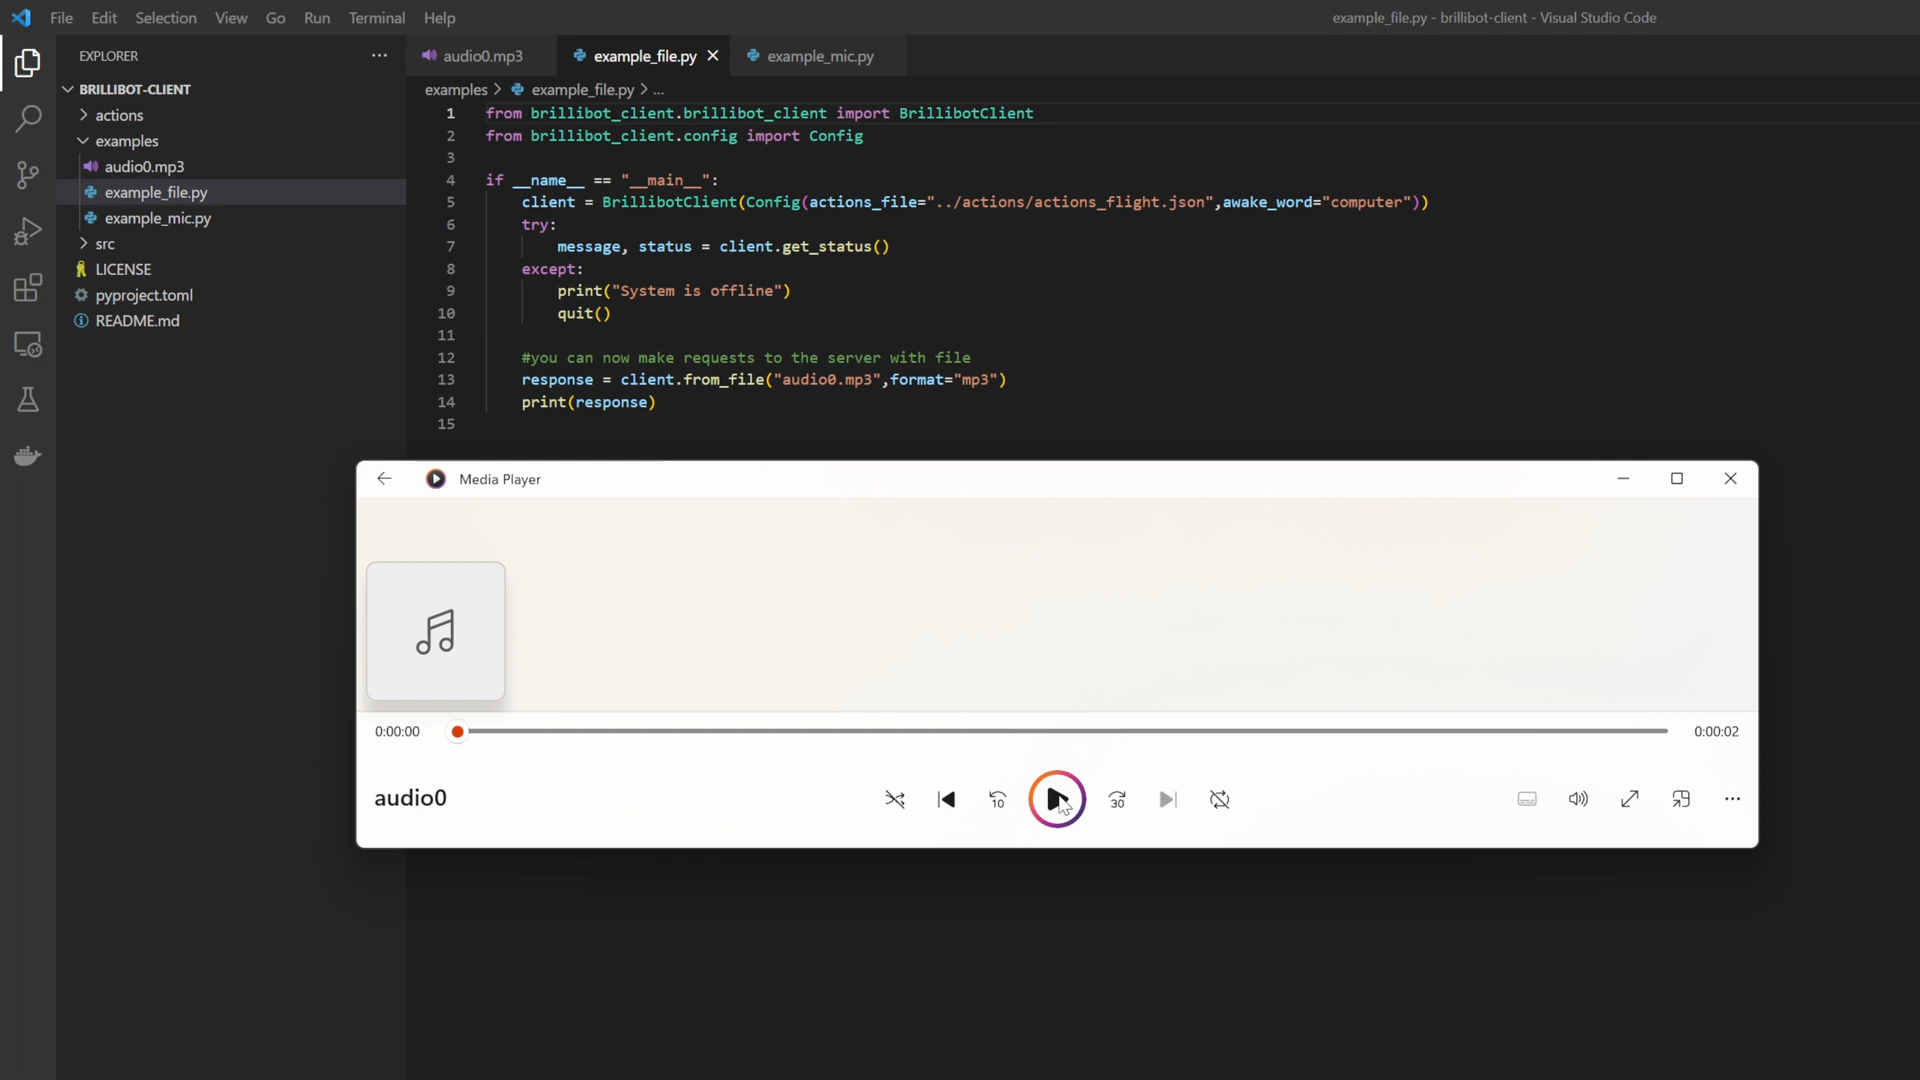 File Edit Selection View Go Run Terminal Help
example_file.py - brillibot-client - Visual Studio Code
EXPLORER
BRILLIBOT-CLIENT
actions
examples
audio0.mp3
example_file.py
example_mic.py
src
LICENSE
pyproject.toml
README.md
audio0.mp3 example_file.py example_mic.py
examples > example_file.py > ...
1 from brillibot_client.brillibot_client import BrillibotClient
2 from brillibot_client.config import Config
3
4 if __name__ == "__main__":
5 client = BrillibotClient(Config(actions_file="../actions/actions_flight.json",awake_word="computer"))
6 try:
7 message, status = client.get_status()
8 except:
9 print("System is offline")
10 quit()
11
12 #you can now make requests to the server with file
13 response = client.from_file("audio0.mp3",format="mp3")
14 print(response)
15
Media Player
0:00:00
0:00:02
audio0
10
30